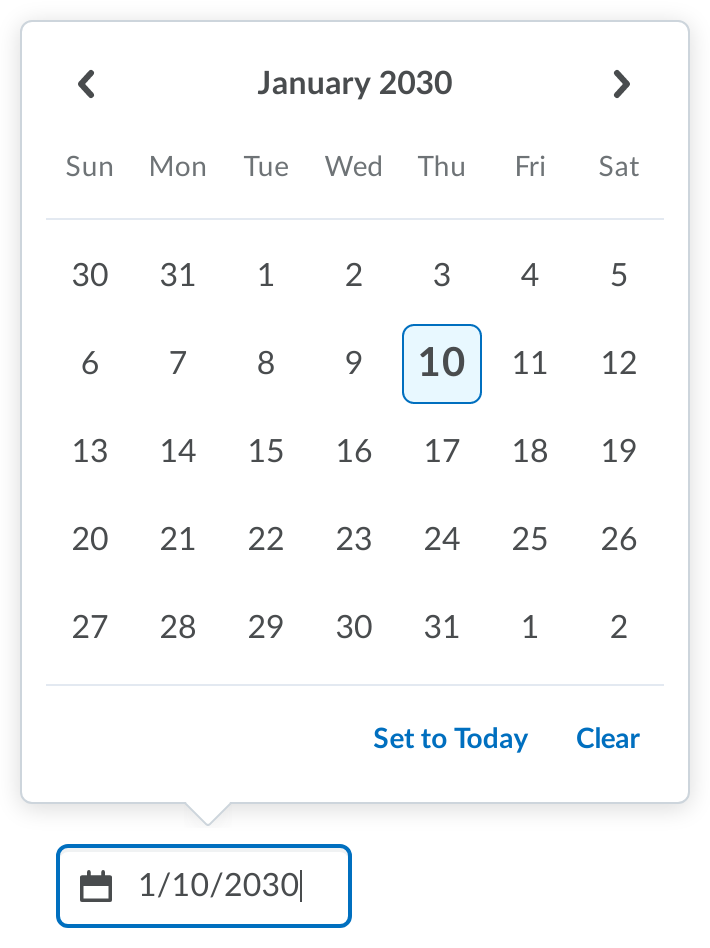 January 2030
Sun Mon Tue Wed Thu Fri Sat
30 31 1 2 3 4 5
6 7 8 9 10 11 12
13 14 15 16 17 18 19
20 21 22 23 24 25 26
27 28 29 30 31 1 2
Set to Today Clear
1/10/2030